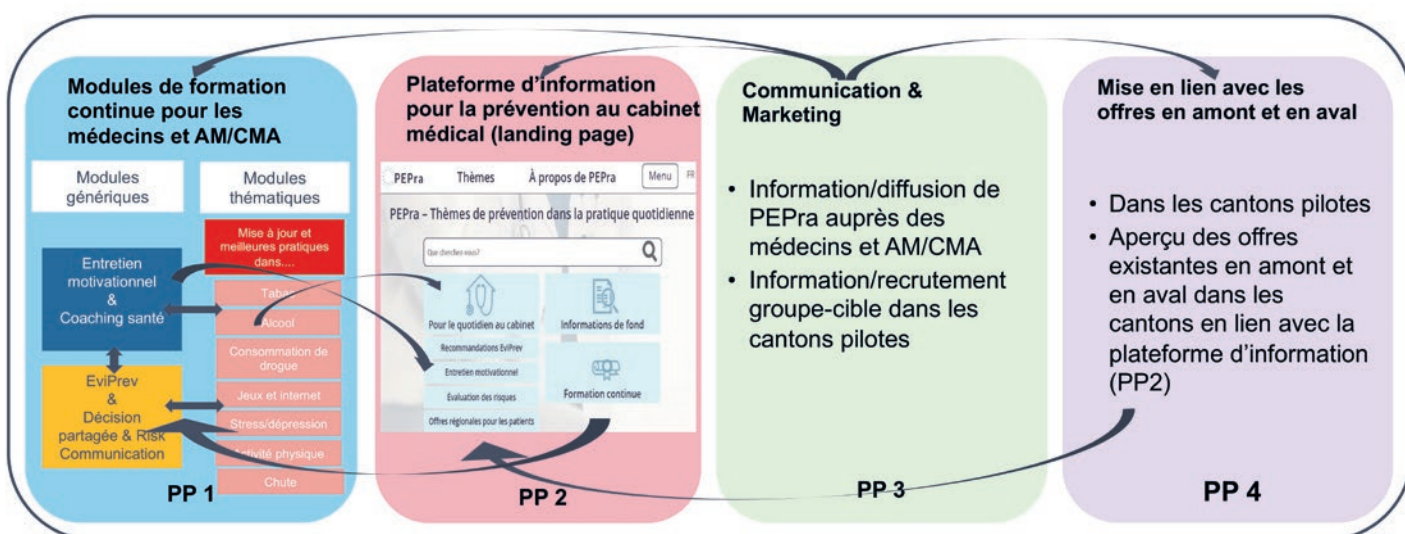 Modules de formation
continue pour les
médecins et AM/CMA
Modules
génériques
Modules
thématiques
Mise à jour et
meilleures pratiques
dans....
Entretien
motivationnel
&
Coaching santé
EviPrev
&
Décision
partagée & Risk
Communication
Tabac
Alcool
Consommation de
drogue
Jeux et internet
Stress/dépression
Activité physique
Chute
PP 1
Plateforme d'information
pour la prévention au cabinet
médical (landing page)
PEPra Thèmes À propos de PEPra Menu FR
PEPra – Thèmes de prévention dans la pratique quotidienne
Que cherchez-vous?
Pour le quotidien au cabinet
Recommandations EviPrev
Entretien motivationnel
Evaluation des risques
Offres régionales pour les patients
Informations de fond
Formation continue
PP 2
Communication &
Marketing
• Information/diffusion de
PEPra auprès des
médecins et AM/CMA
• Information/recrutement
groupe-cible dans les
cantons pilotes
PP 3
Mise en lien avec les
offres en amont et en aval
• Dans les cantons pilotes
• Aperçu des offres
existantes en amont et
en aval dans les
cantons en lien avec la
plateforme d'information
(PP2)
PP 4